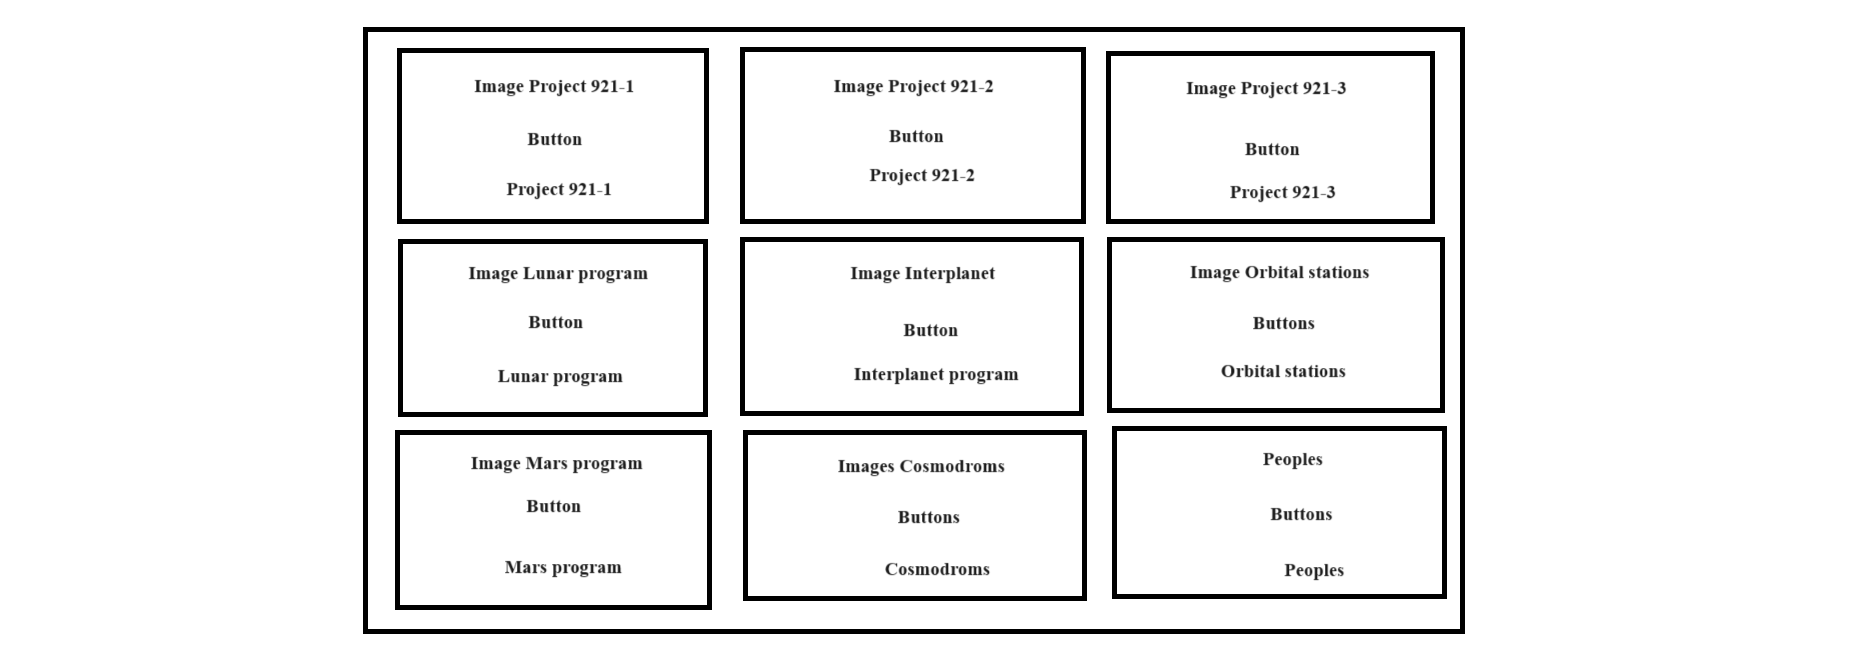 Image Project 921-1
Button
Project 921-1
Image Project 921-2
Button
Project 921-2
Image Project 921-3
Button
Project 921-3
Image Lunar program
Button
Lunar program
Image Interplanet
Button
Interplanet program
Image Orbital stations
Buttons
Orbital stations
Image Mars program
Button
Mars program
Images Cosmodroms
Buttons
Cosmodroms
Peoples
Buttons
Peoples